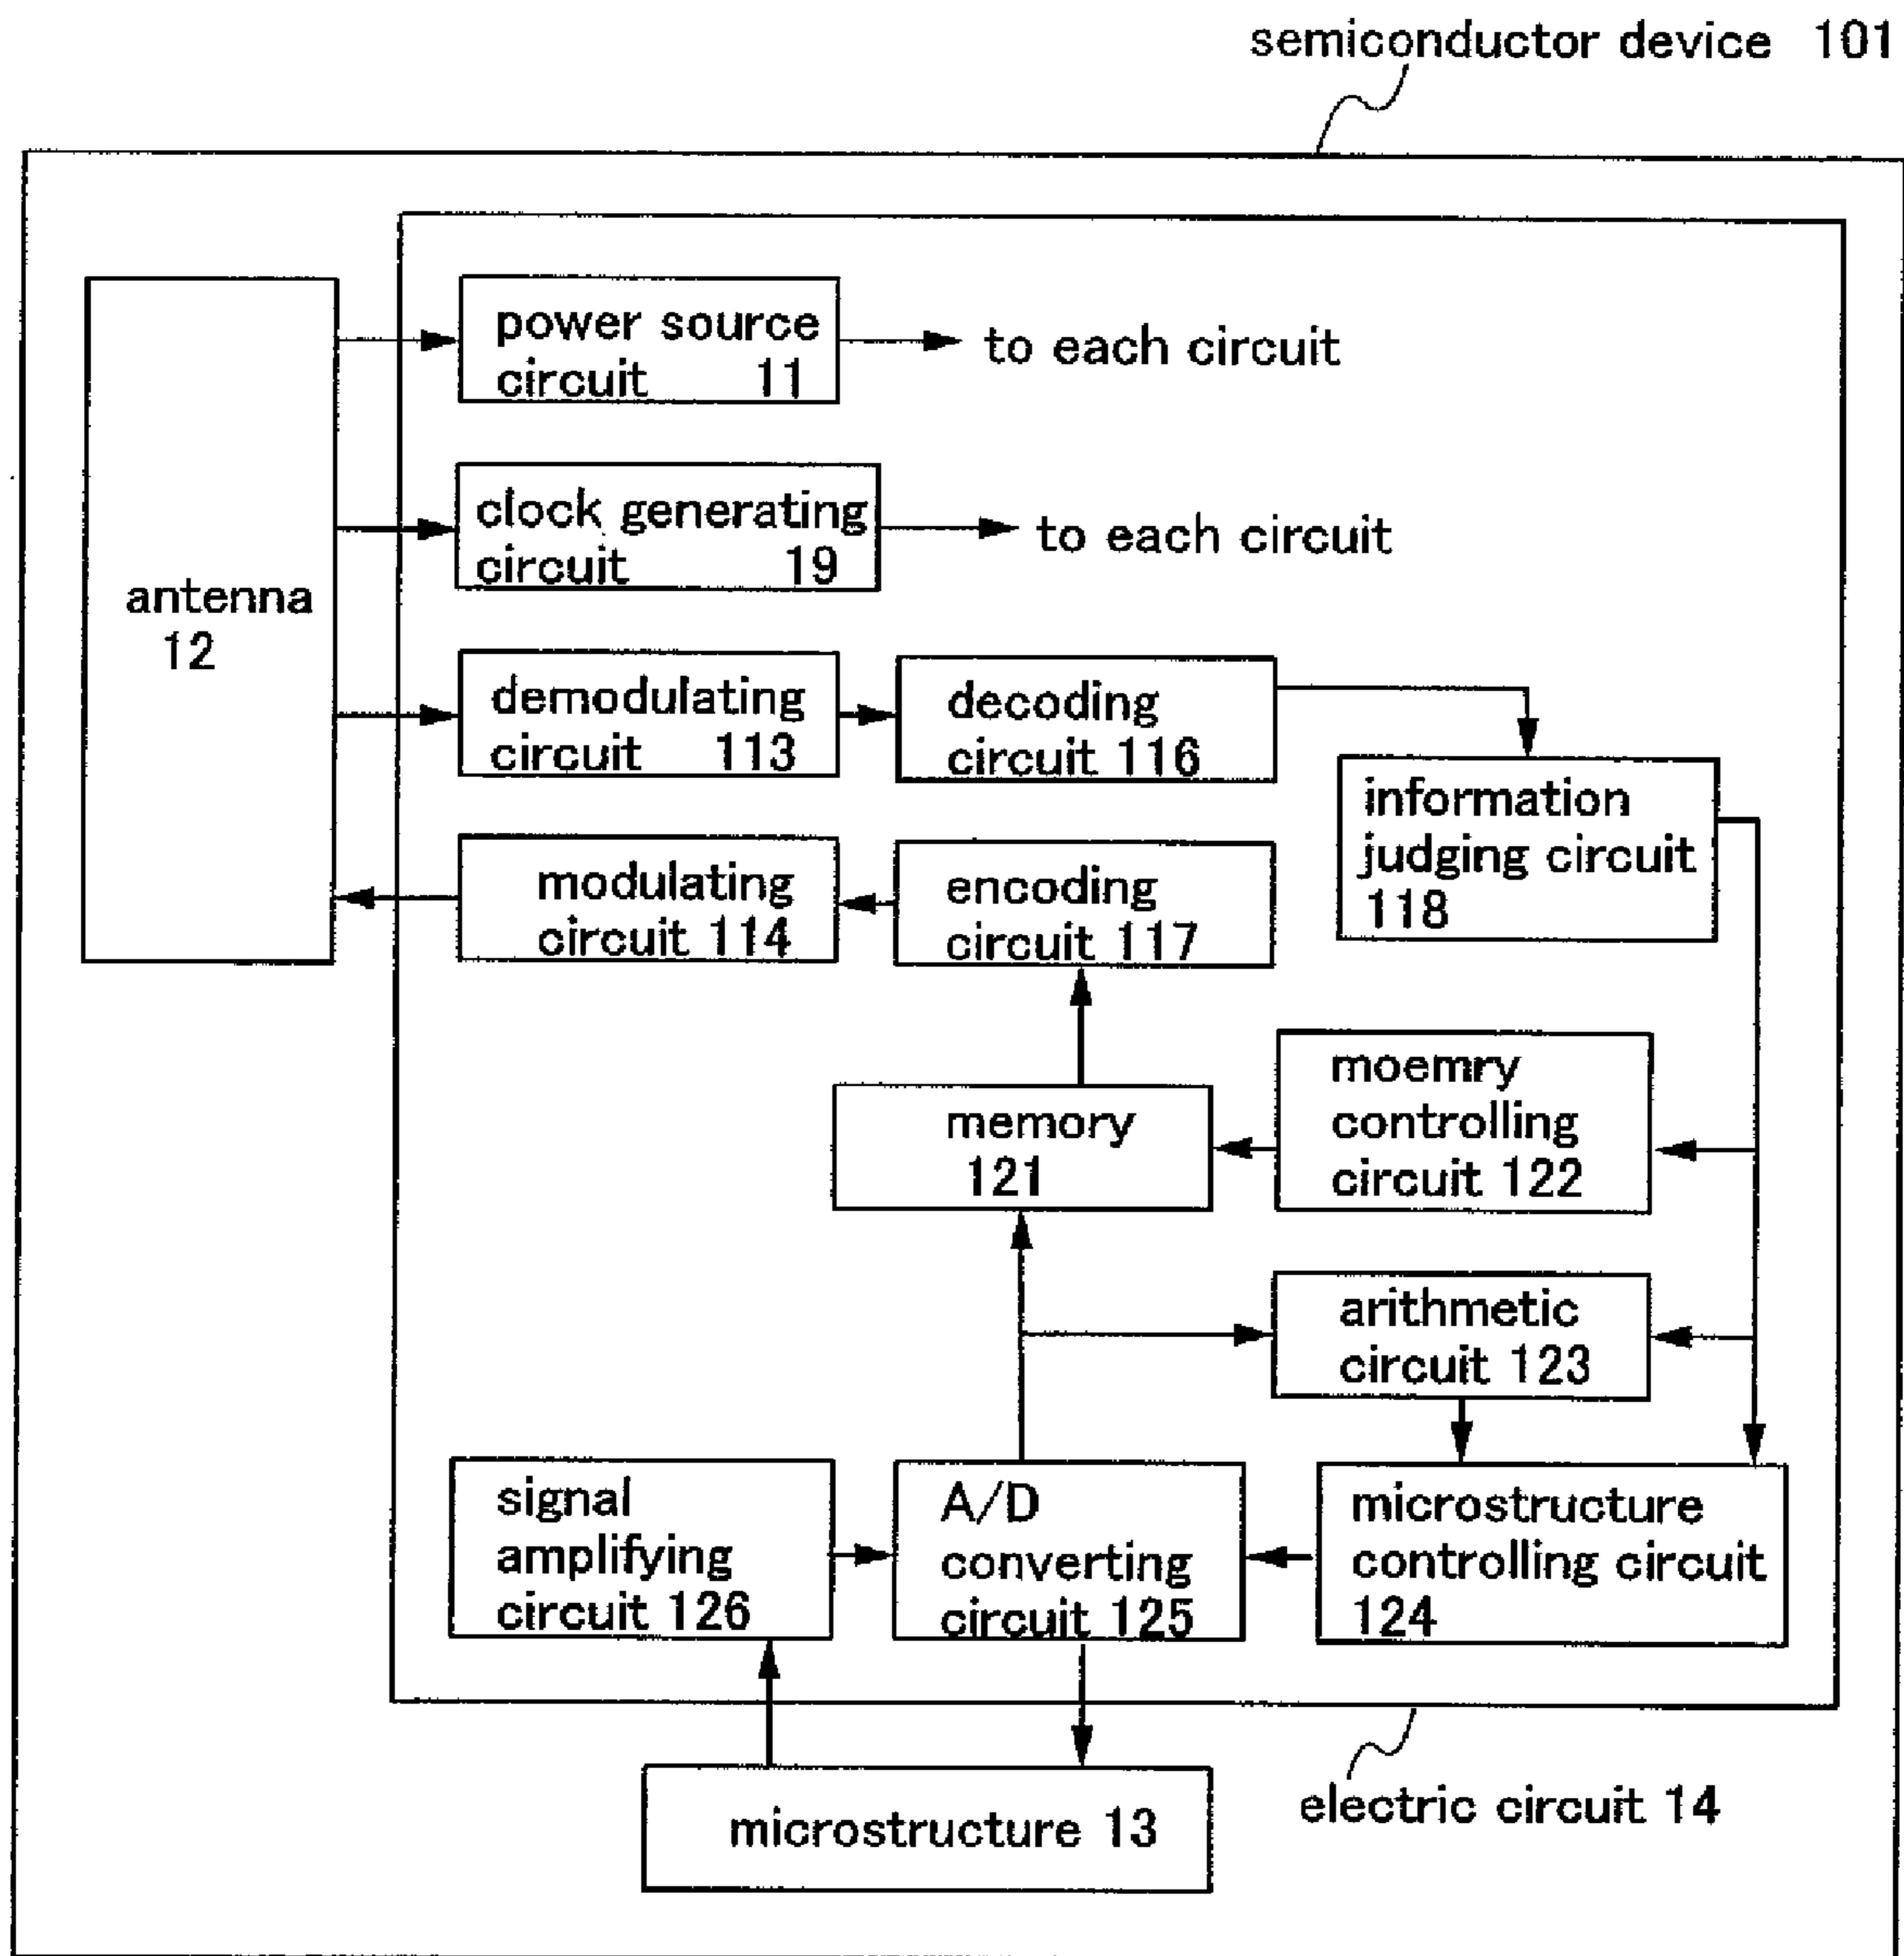 semiconductor device 101
power source
circuit 11
to each circuit
clock generating
circuit 19
to each circuit
antenna
12
demodulating
circuit 113
decoding
circuit 116
information
judging circuit
118
modulating
circuit 114
encoding
circuit 117
moemry
controlling
circuit 122
memory
121
arithmetic
circuit 123
signal
amplifying
circuit 126
A/D
converting
circuit 125
microstructure
controlling circuit
124
microstructure 13
electric circuit 14